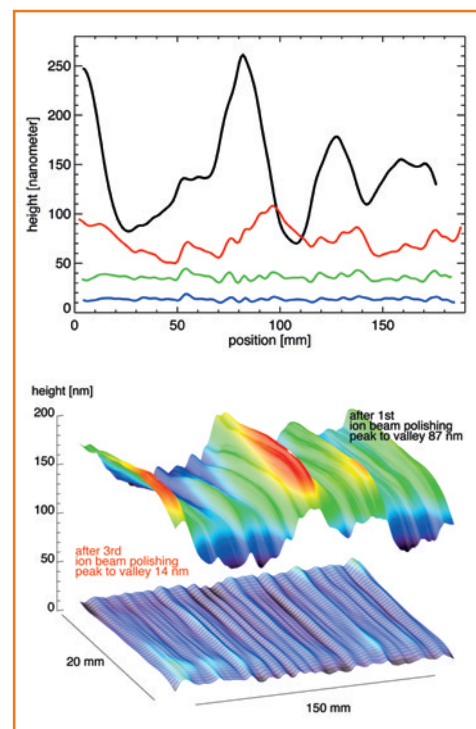 height [nanometer]
250
200
150
100
50
0
0 50 100 150
position [mm]
height [nm]
200
150
100
50
0
after 1st
ion beam polishing
peak to valley 87 nm
after 3rd
ion beam polishing
peak to valley 14 nm
20 mm
150 mm